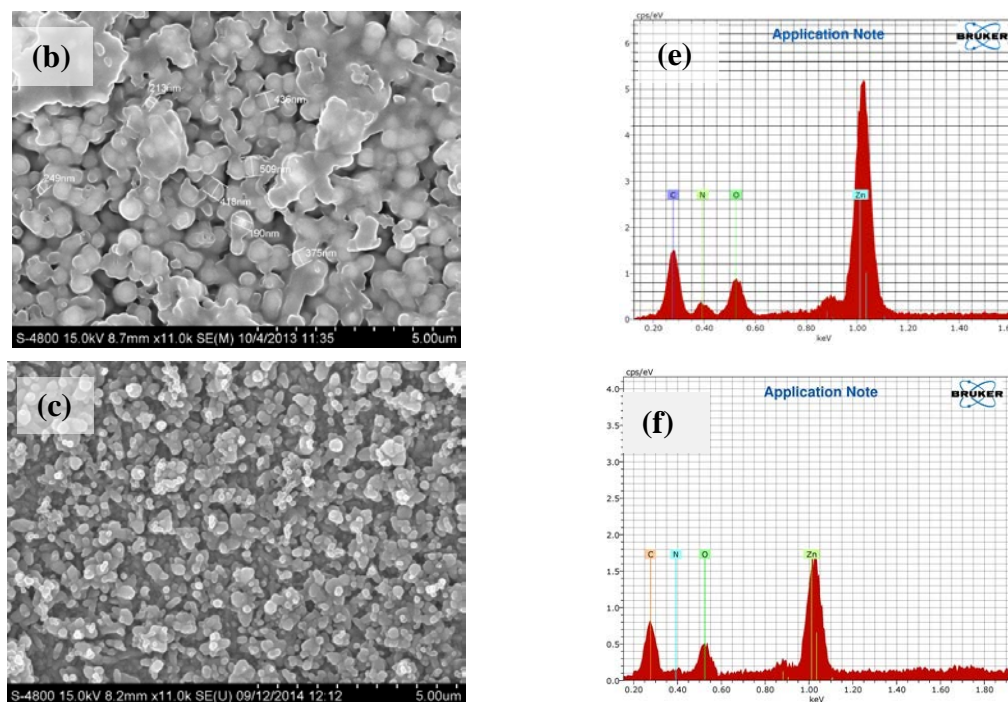 (b)
213nm
436nm
509nm
249nm
418nm
190nm
375nm
S-4800 15.0kV 8.7mm x11.0k SE(M) 10/4/2013 11:35
5.00um
cps/eV
Application Note
BRUKER
(e)
6
5
4
3
2
1
0
C
N
O
Zn
0.20
0.40
0.60
0.80
1.00
1.20
1.40
keV
(c)
S-4800 15.0kV 8.2mm x11.0k SE(U) 09/12/2014 12:12
5.00um
cps/eV
Application Note
BRUKER
(f)
4.0
3.5
3.0
2.5
2.0
1.5
1.0
0.5
0.0
C
N
O
Zn
0.20
0.40
0.60
0.80
1.00
1.20
1.40
1.60
1.80
keV